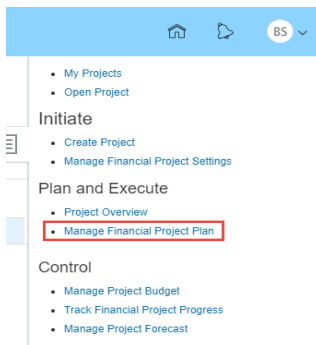 BS
My Projects
Open Project
Initiate
Create Project
Manage Financial Project Settings
Plan and Execute
Project Overview
Manage Financial Project Plan
Control
Manage Project Budget
Track Financial Project Progress
Manage Project Forecast